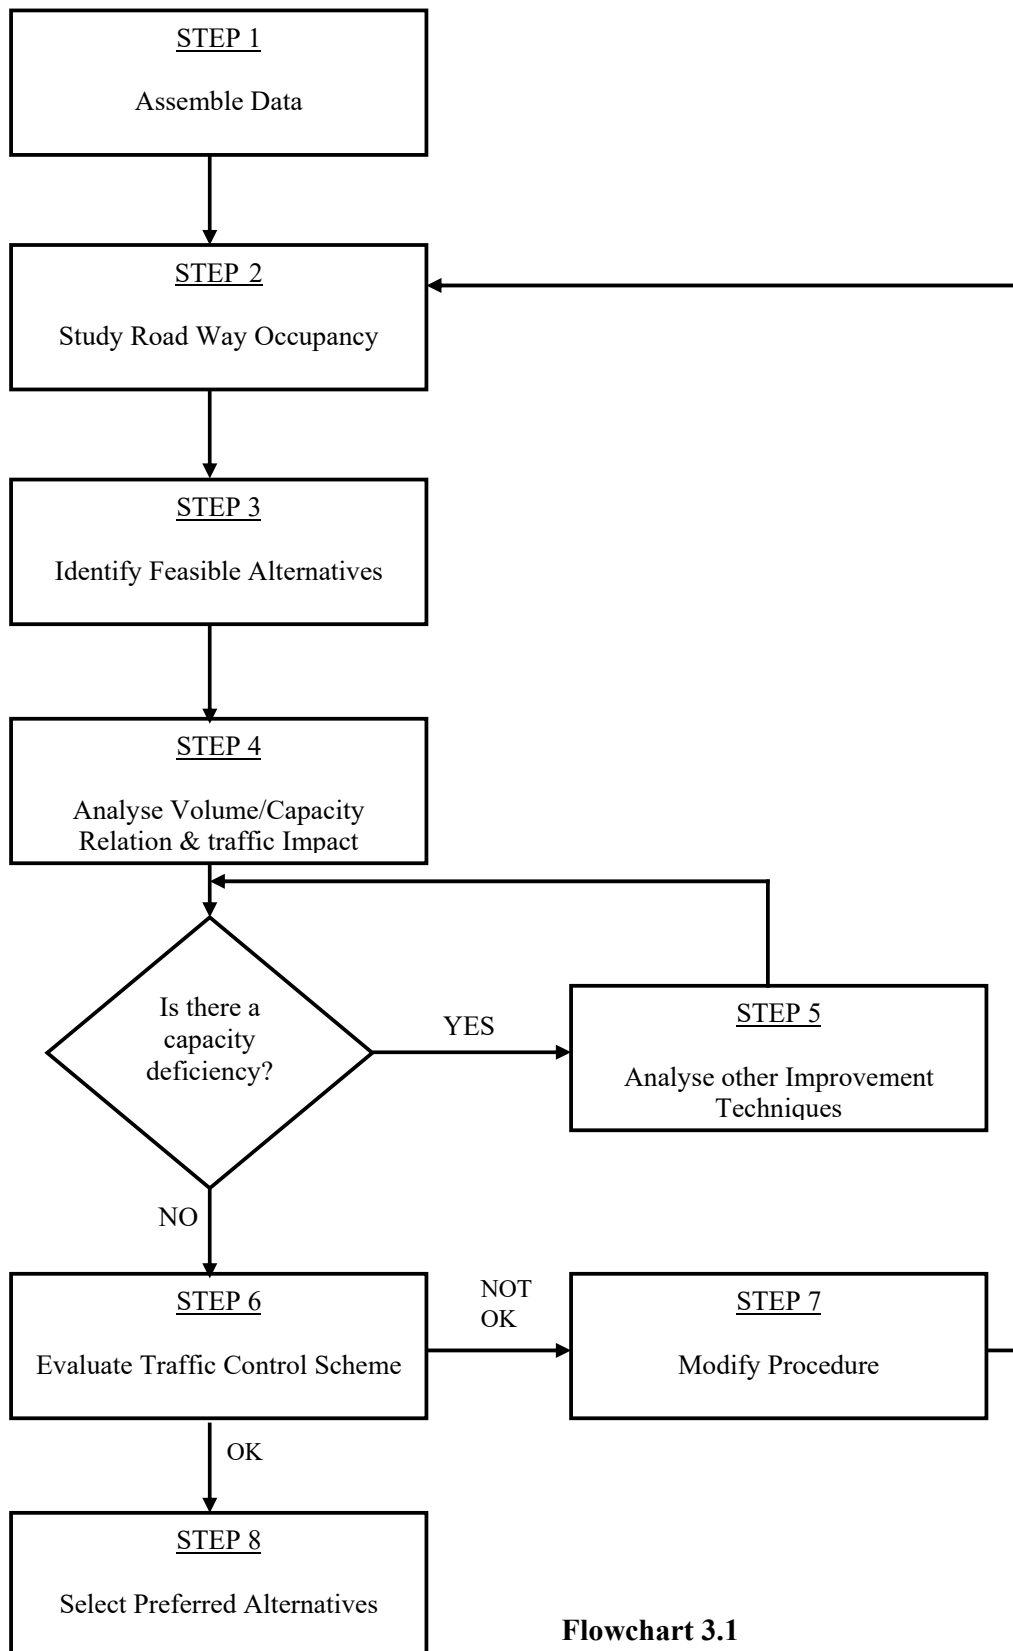 STEP 1
Assemble Data
STEP 2
Study Road Way Occupancy
STEP 3
Identify Feasible Alternatives
STEP 4
Analyse Volume/Capacity
Relation & traffic Impact
Is there a
capacity
deficiency?
YES
STEP 5
Analyse other Improvement
Techniques
NO
STEP 6
Evaluate Traffic Control Scheme
NOT
OK
STEP 7
Modify Procedure
OK
STEP 8
Select Preferred Alternatives
Flowchart 3.1